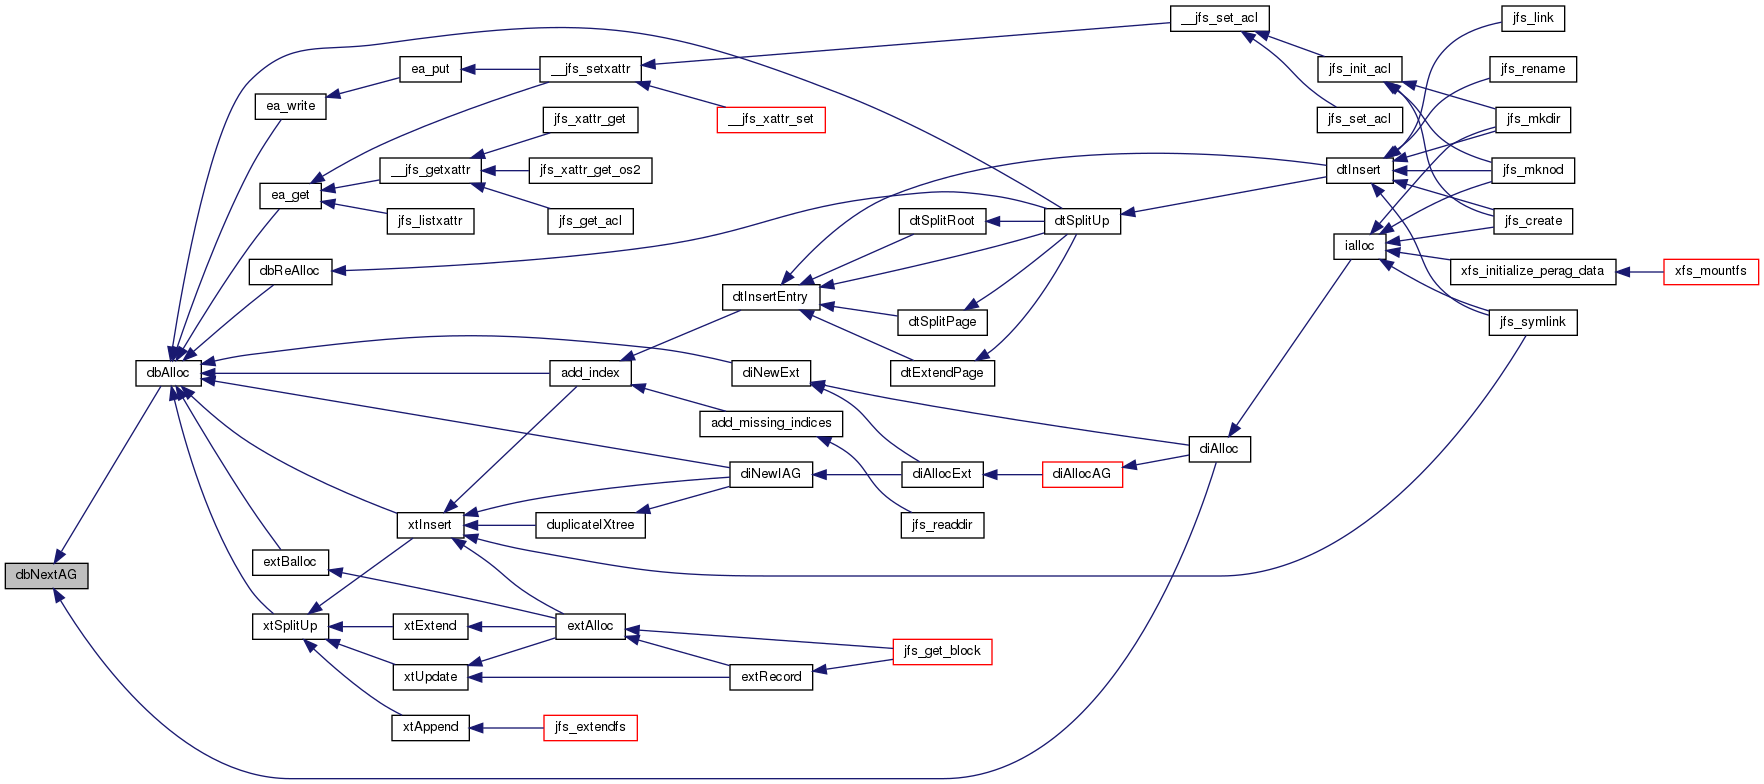 __jfs_set_acl
jfs_link
ea_put
__jfs_setxattr
jfs_init_acl
jfs_rename
ea_write
jfs_xattr_get
__jfs_xattr_set
jfs_set_acl
jfs_mkdir
__jfs_getxattr
jfs_xattr_get_os2
dtInsert
jfs_mknod
ea_get
jfs_listxattr
jfs_get_acl
dtSplitRoot
dtSplitUp
jfs_create
ialloc
dbReAlloc
xfs_initialize_perag_data
xfs_mountfs
dtInsertEntry
dtSplitPage
jfs_symlink
dbAlloc
add_index
diNewExt
dtExtendPage
add_missing_indices
diAlloc
diNewIAG
diAllocExt
diAllocAG
xtInsert
duplicateIXtree
jfs_readdir
extBalloc
dbNextAG
xtSplitUp
xtExtend
extAlloc
jfs_get_block
xtUpdate
extRecord
xtAppend
jfs_extendfs